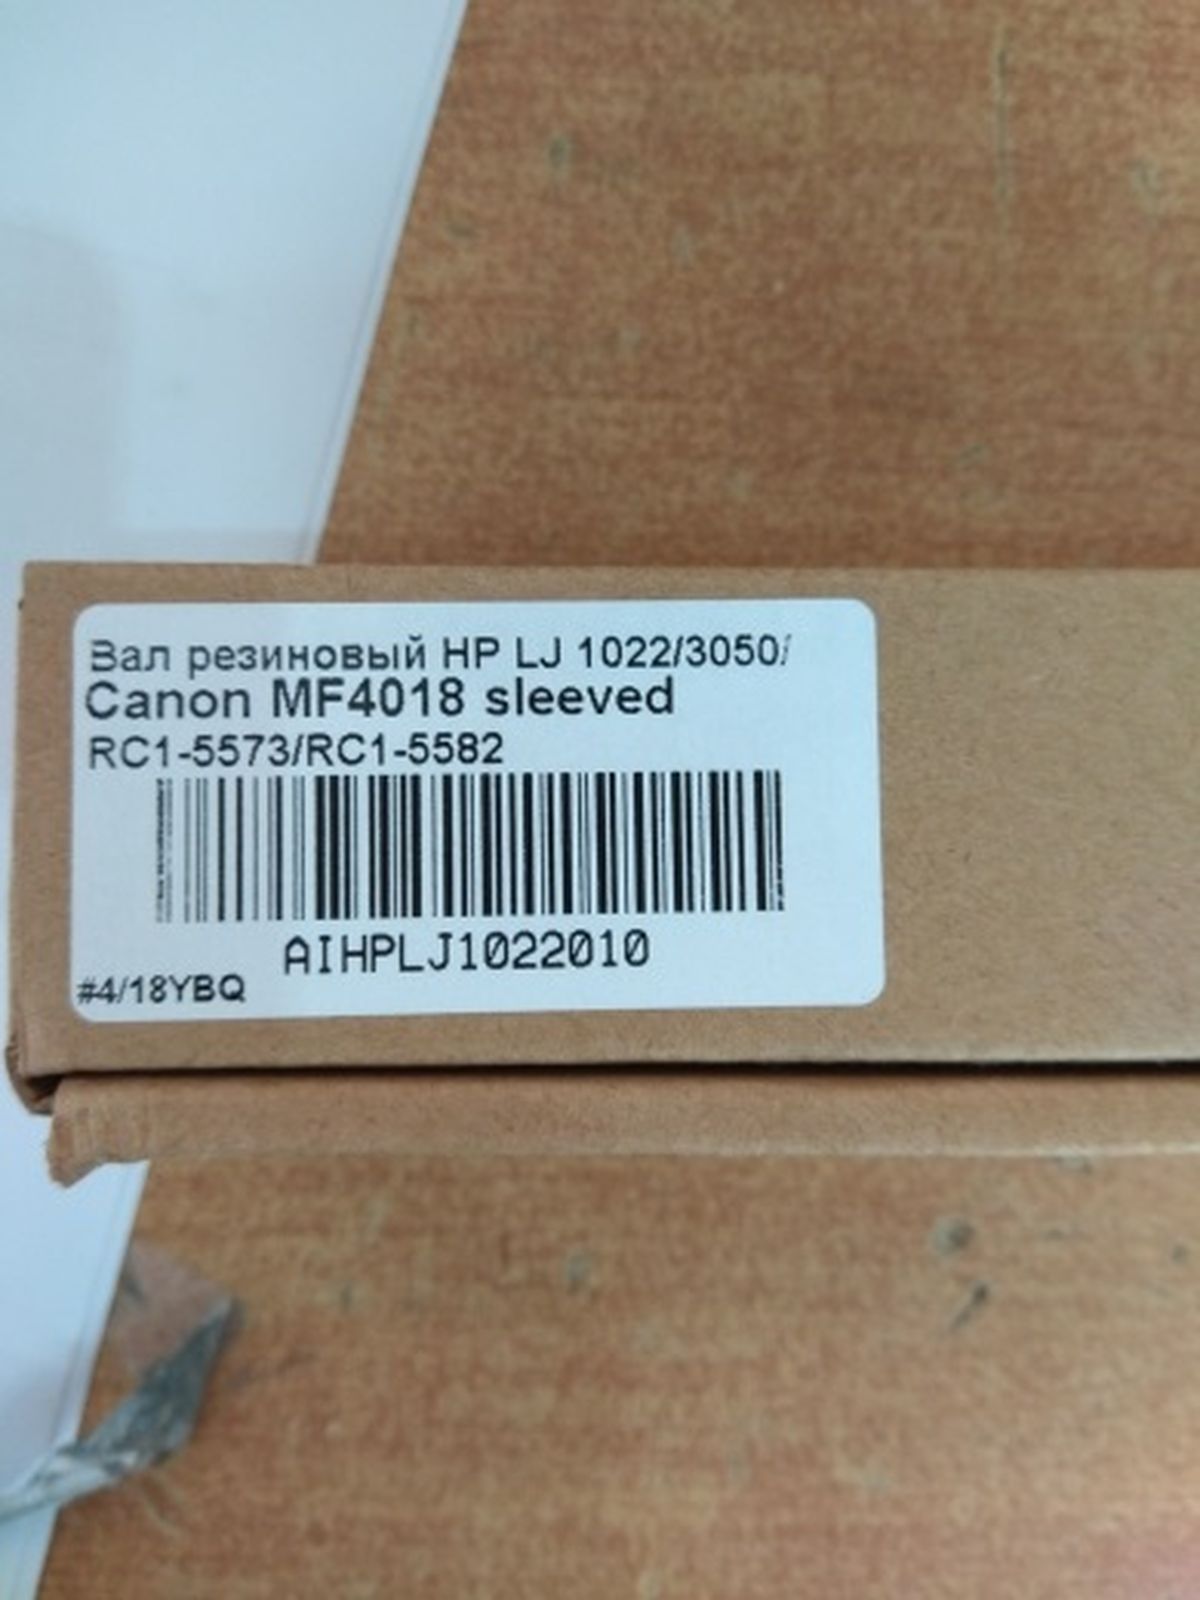 Вал резиновый HP LJ 1022/3050/
Canon MF4018 sleeved
RC1-5573/RC1-5582
AIHPLJ1022010
#4/18YBQ